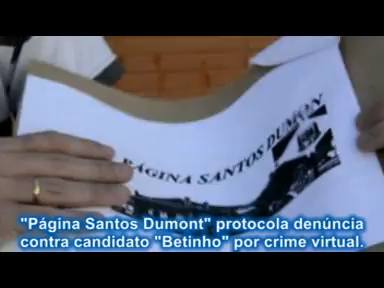 PÁGINA SANTOS DUMON
"Página Santos Dumont" protocola denúncia
contra candidato "Betinho" por crime virtual.